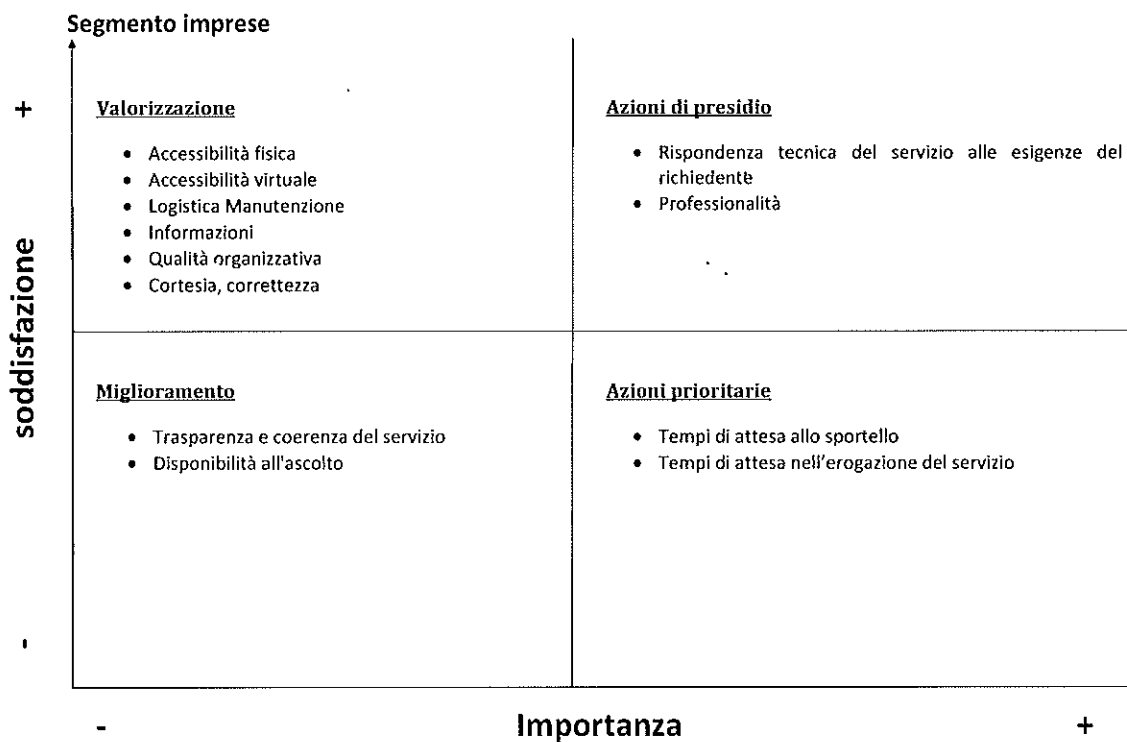 Segmento imprese
+
Valorizzazione
• Accessibilità fisica
• Accessibilità virtuale
• Logistica Manutenzione
• Informazioni
• Qualità organizzativa
• Cortesia, correttezza
Azioni di presidio
• Rispondenza tecnica del servizio alle esigenze del
richiedente
• Professionalità
soddisfazione
Miglioramento
• Trasparenza e coerenza del servizio
• Disponibilità all'ascolto
Azioni prioritarie
• Tempi di attesa allo sportello
• Tempi di attesa nell'erogazione del servizio
-
- Importanza +